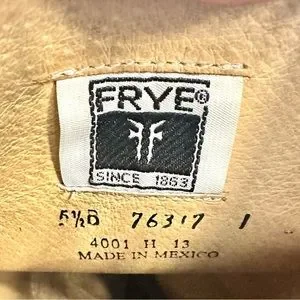 FRYE®
SINCE 1863
5½B 76317 1
4001 H 13
MADE IN MEXICO